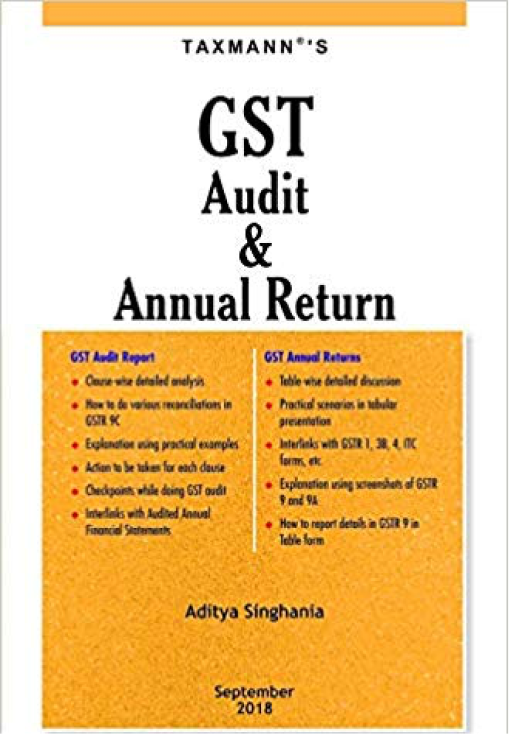 TAXMANN®'S
GST
Audit
&
Annual Return
GST Audit Report
• Clause-wise detailed analysis
• How to do various reconciliations in
GSTR 9C
• Explanation using practical examples
• Action to be taken for each clause
• Checkpoints while doing GST audit
• Interlinks with Audited Annual
Financial Statements
GST Annual Returns
• Table-wise detailed discussion
• Practical scenarios in tabular
presentation
• Interlinks with GSTR 1, 3B, 4, ITC
forms, etc.
• Explanation using screenshots of GSTR
9 and 9A
• How to report details in GSTR 9 in
Table form
Aditya Singhania
September
2018